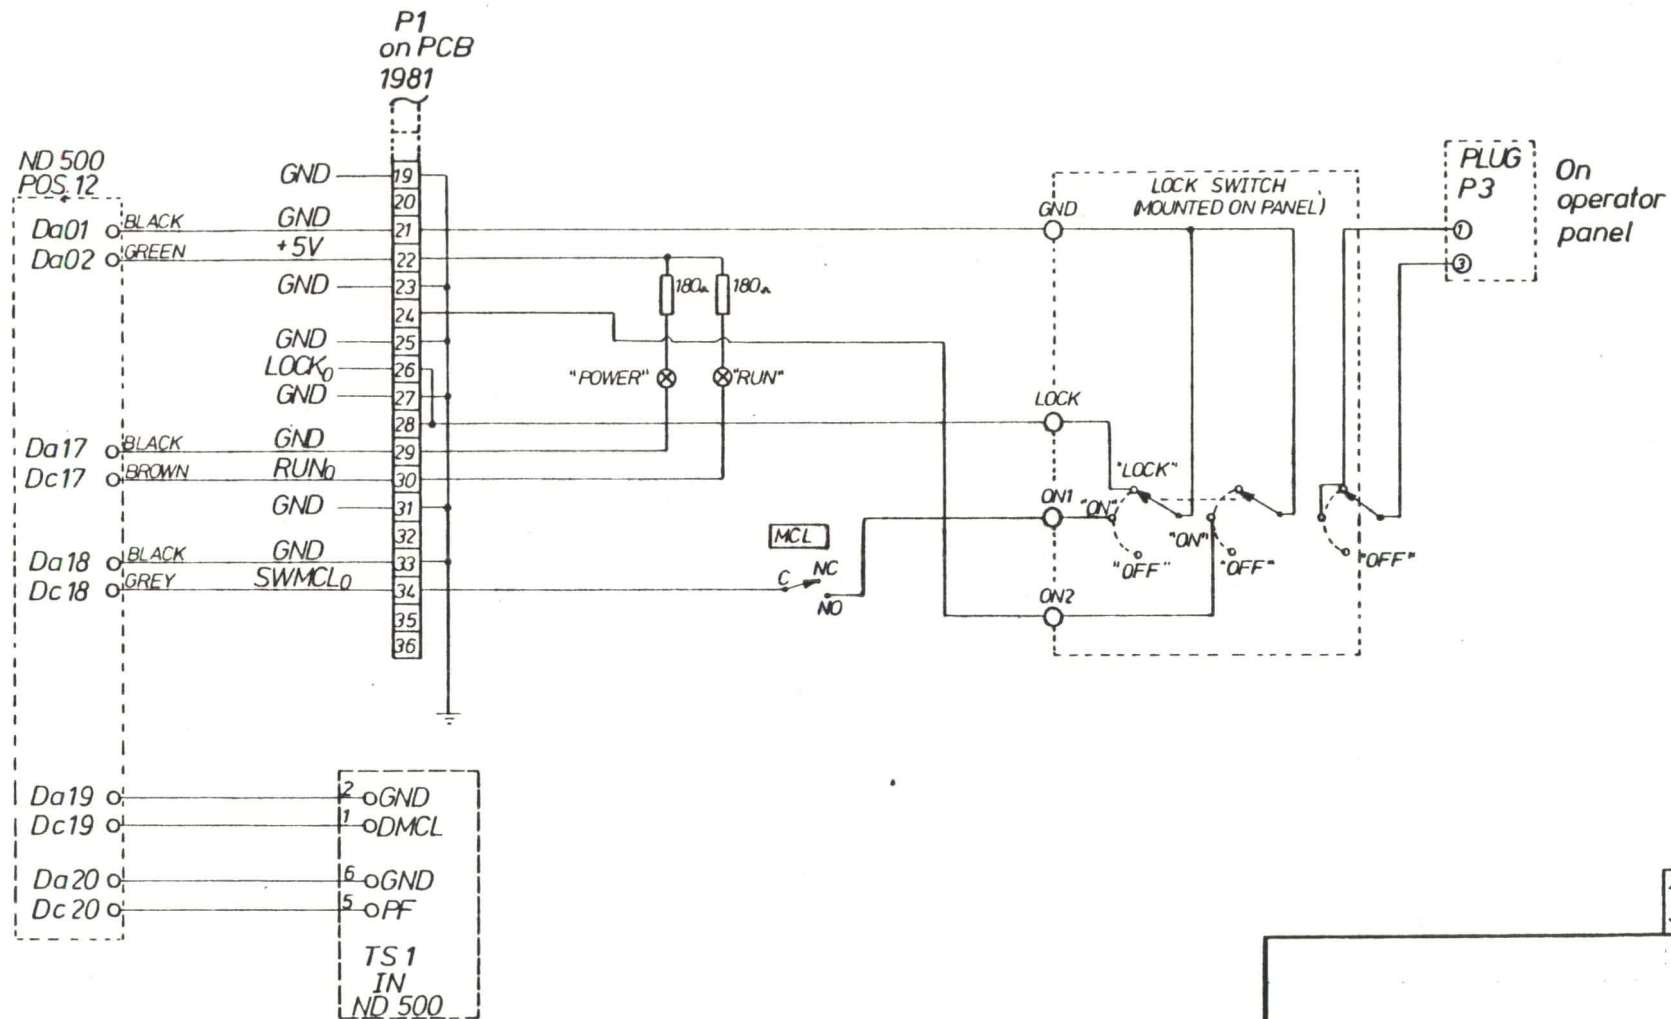 P1
on PCB
1981
ND 500
POS. 12
Da01
BLACK
GND
Da02
GREEN
+5V
GND
GND
GND
LOCK0
GND
Da17
BLACK
GND
Dc17
BROWN
RUN0
GND
Da18
BLACK
GND
Dc18
GREY
SWMCL0
19
20
21
22
23
24
25
26
27
28
29
30
31
32
33
34
35
36
180Ω
180Ω
"POWER"
"RUN"
MCL
C
NC
NO
LOCK SWITCH
(MOUNTED ON PANEL)
GND
LOCK
ON1
ON2
"LOCK"
"ON"
"OFF"
"ON"
"OFF"
"OFF"
PLUG
P3
1
3
On
operator
panel
Da19
2
GND
Dc19
1
DMCL
Da20
6
GND
Dc20
5
PF
TS 1
IN
ND 500